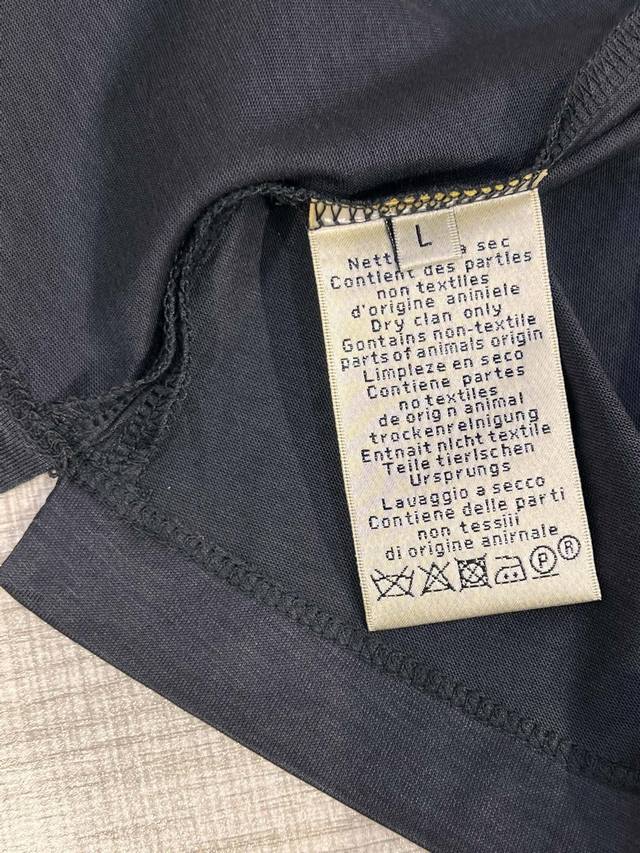 L
Nett a sec
Contient des parties
non textiles
d'origine aniniele
Dry clan only
Gontains non-textile
parts of animals origin
Limpleze en seco
Contiene partes
no textiles
de orig n animal
trockenreinigung
Entnait nlcht textile
Teile tierlschen
Ursprungs
Lavaggio a secco
Contiene delle parti
non tessiii
di origine anirnale
P ®